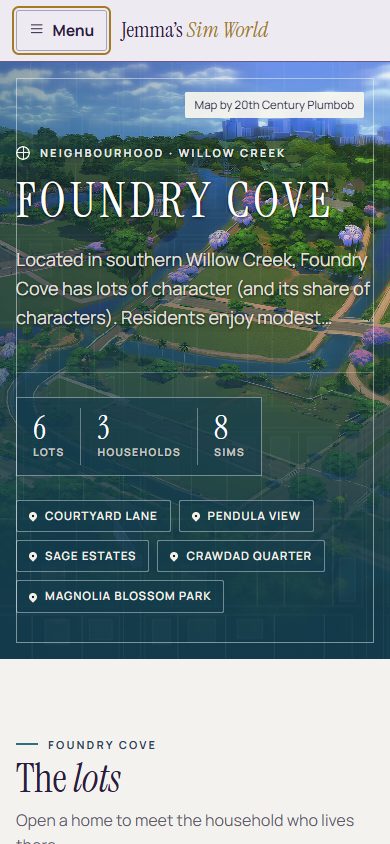 Menu
Jemma's Sim World
Map by 20th Century Plumbob
NEIGHBOURHOOD · WILLOW CREEK
FOUNDRY COVE
Located in southern Willow Creek, Foundry
Cove has lots of character (and its share of
characters). Residents enjoy modest…
6
LOTS
3
HOUSEHOLDS
8
SIMS
COURTYARD LANE
PENDULA VIEW
SAGE ESTATES
CRAWDAD QUARTER
MAGNOLIA BLOSSOM PARK
FOUNDRY COVE
The lots
Open a home to meet the household who lives
there…